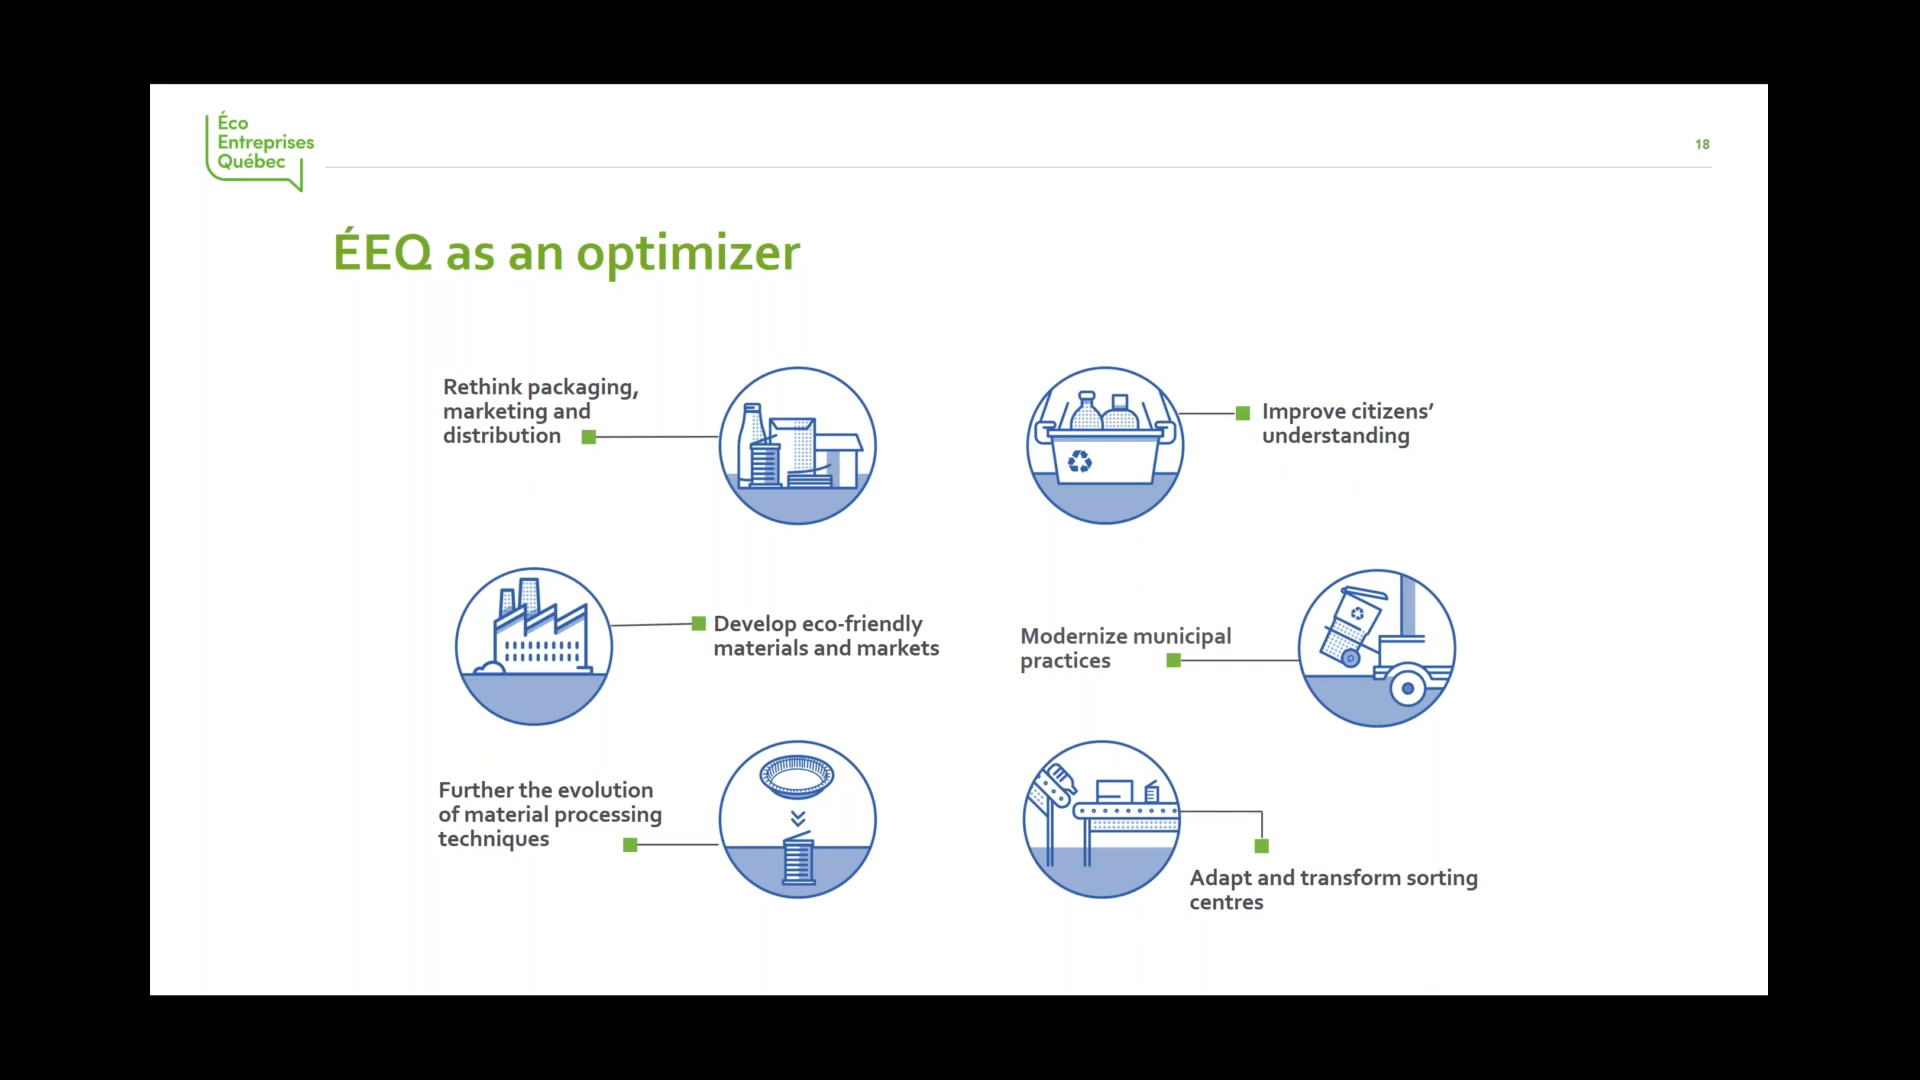 Éco
Entreprises
Québec
18
ÉEQ as an optimizer
Rethink packaging,
marketing and
distribution
Improve citizens’
understanding
Develop eco-friendly
materials and markets
Modernize municipal
practices
Further the evolution
of material processing
techniques
Adapt and transform sorting
centres